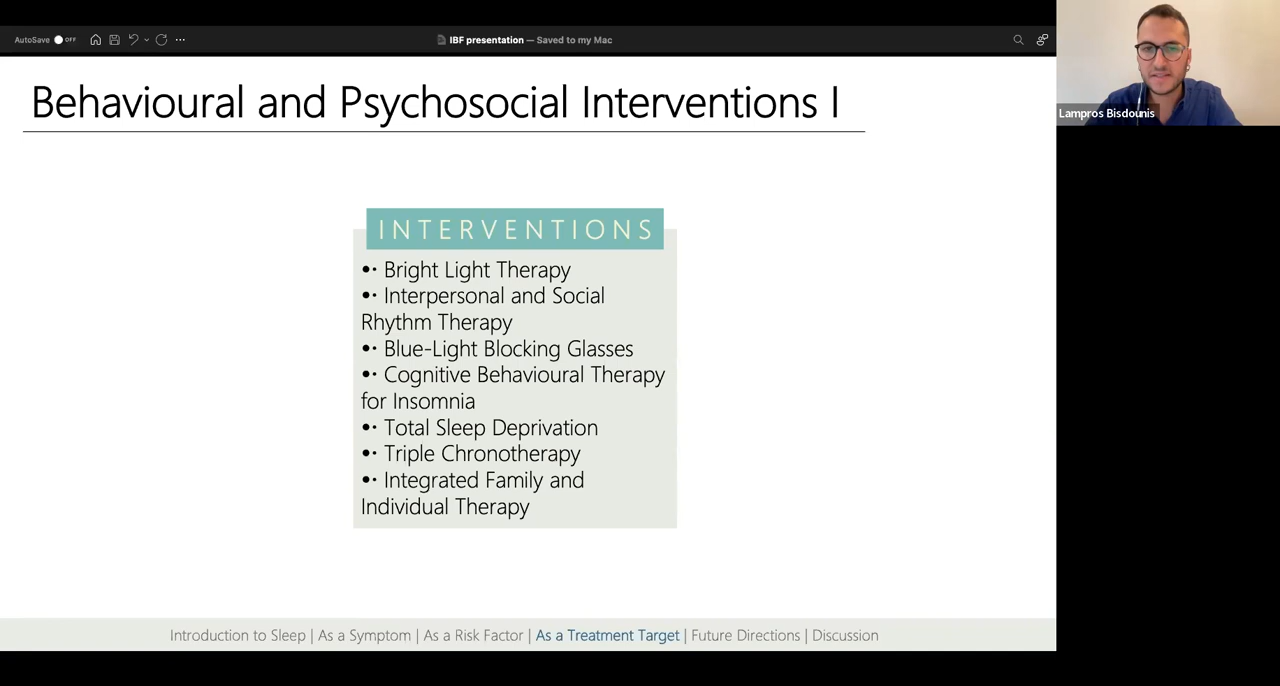 AutoSave OFF
IBF presentation — Saved to my Mac
Lampros Bisdounis
Behavioural and Psychosocial Interventions I
INTERVENTIONS
•· Bright Light Therapy
•· Interpersonal and Social
Rhythm Therapy
•· Blue-Light Blocking Glasses
•· Cognitive Behavioural Therapy
for Insomnia
•· Total Sleep Deprivation
•· Triple Chronotherapy
•· Integrated Family and
Individual Therapy
Introduction to Sleep | As a Symptom | As a Risk Factor | As a Treatment Target | Future Directions | Discussion